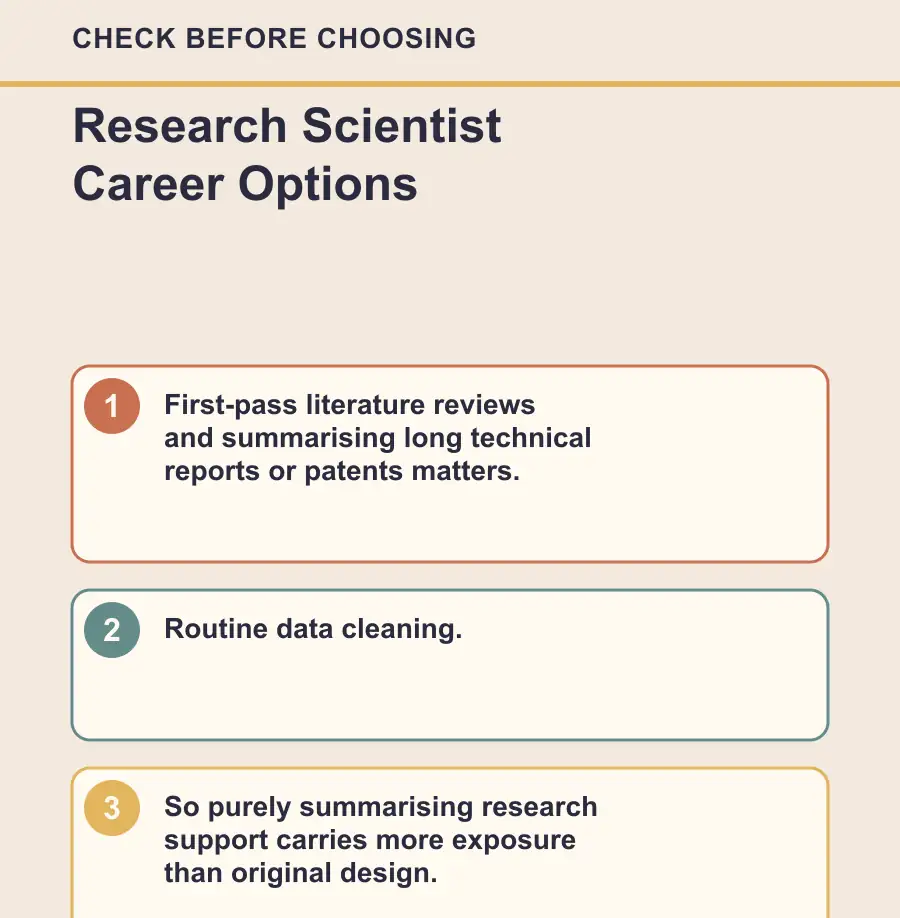 CHECK BEFORE CHOOSING
Research Scientist
Career Options
1
First-pass literature reviews
and summarising long technical
reports or patents matters.
2
Routine data cleaning.
3
So purely summarising research
support carries more exposure
than original design.